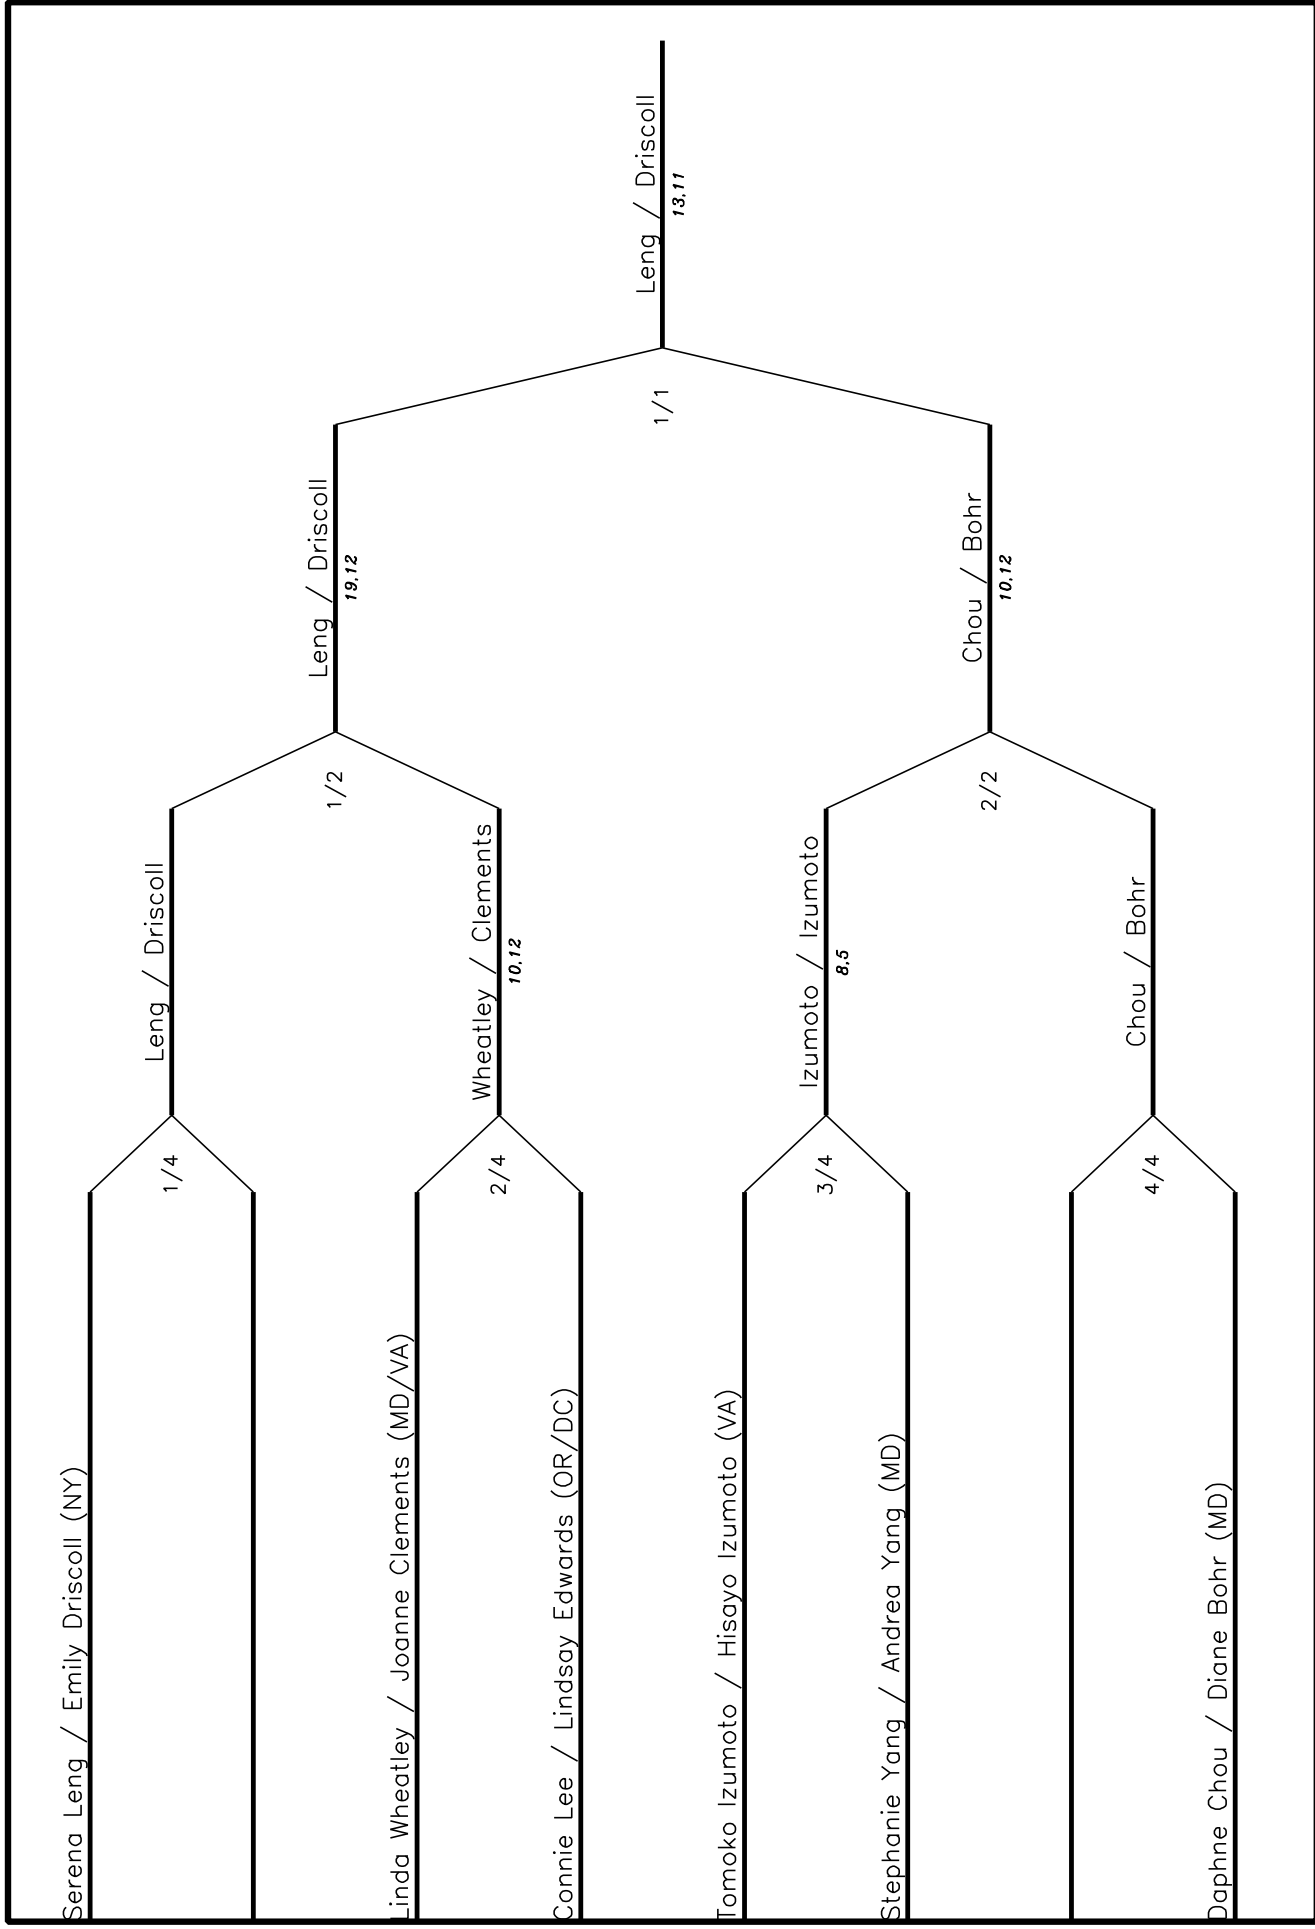 Serena Leng / Emily Driscoll (NY)
Linda Wheatley / Joanne Clements (MD/VA)
Connie Lee / Lindsay Edwards (OR/DC)
Tomoko Izumoto / Hisayo Izumoto (VA)
Stephanie Yang / Andrea Yang (MD)
Daphne Chou / Diane Bohr (MD)
1/4
2/4
3/4
4/4
Leng / Driscoll
Wheatley / Clements
10,12
Izumoto / Izumoto
8,5
Chou / Bohr
1/2
2/2
Leng / Driscoll
19,12
Chou / Bohr
10,12
1/1
Leng / Driscoll
13,11